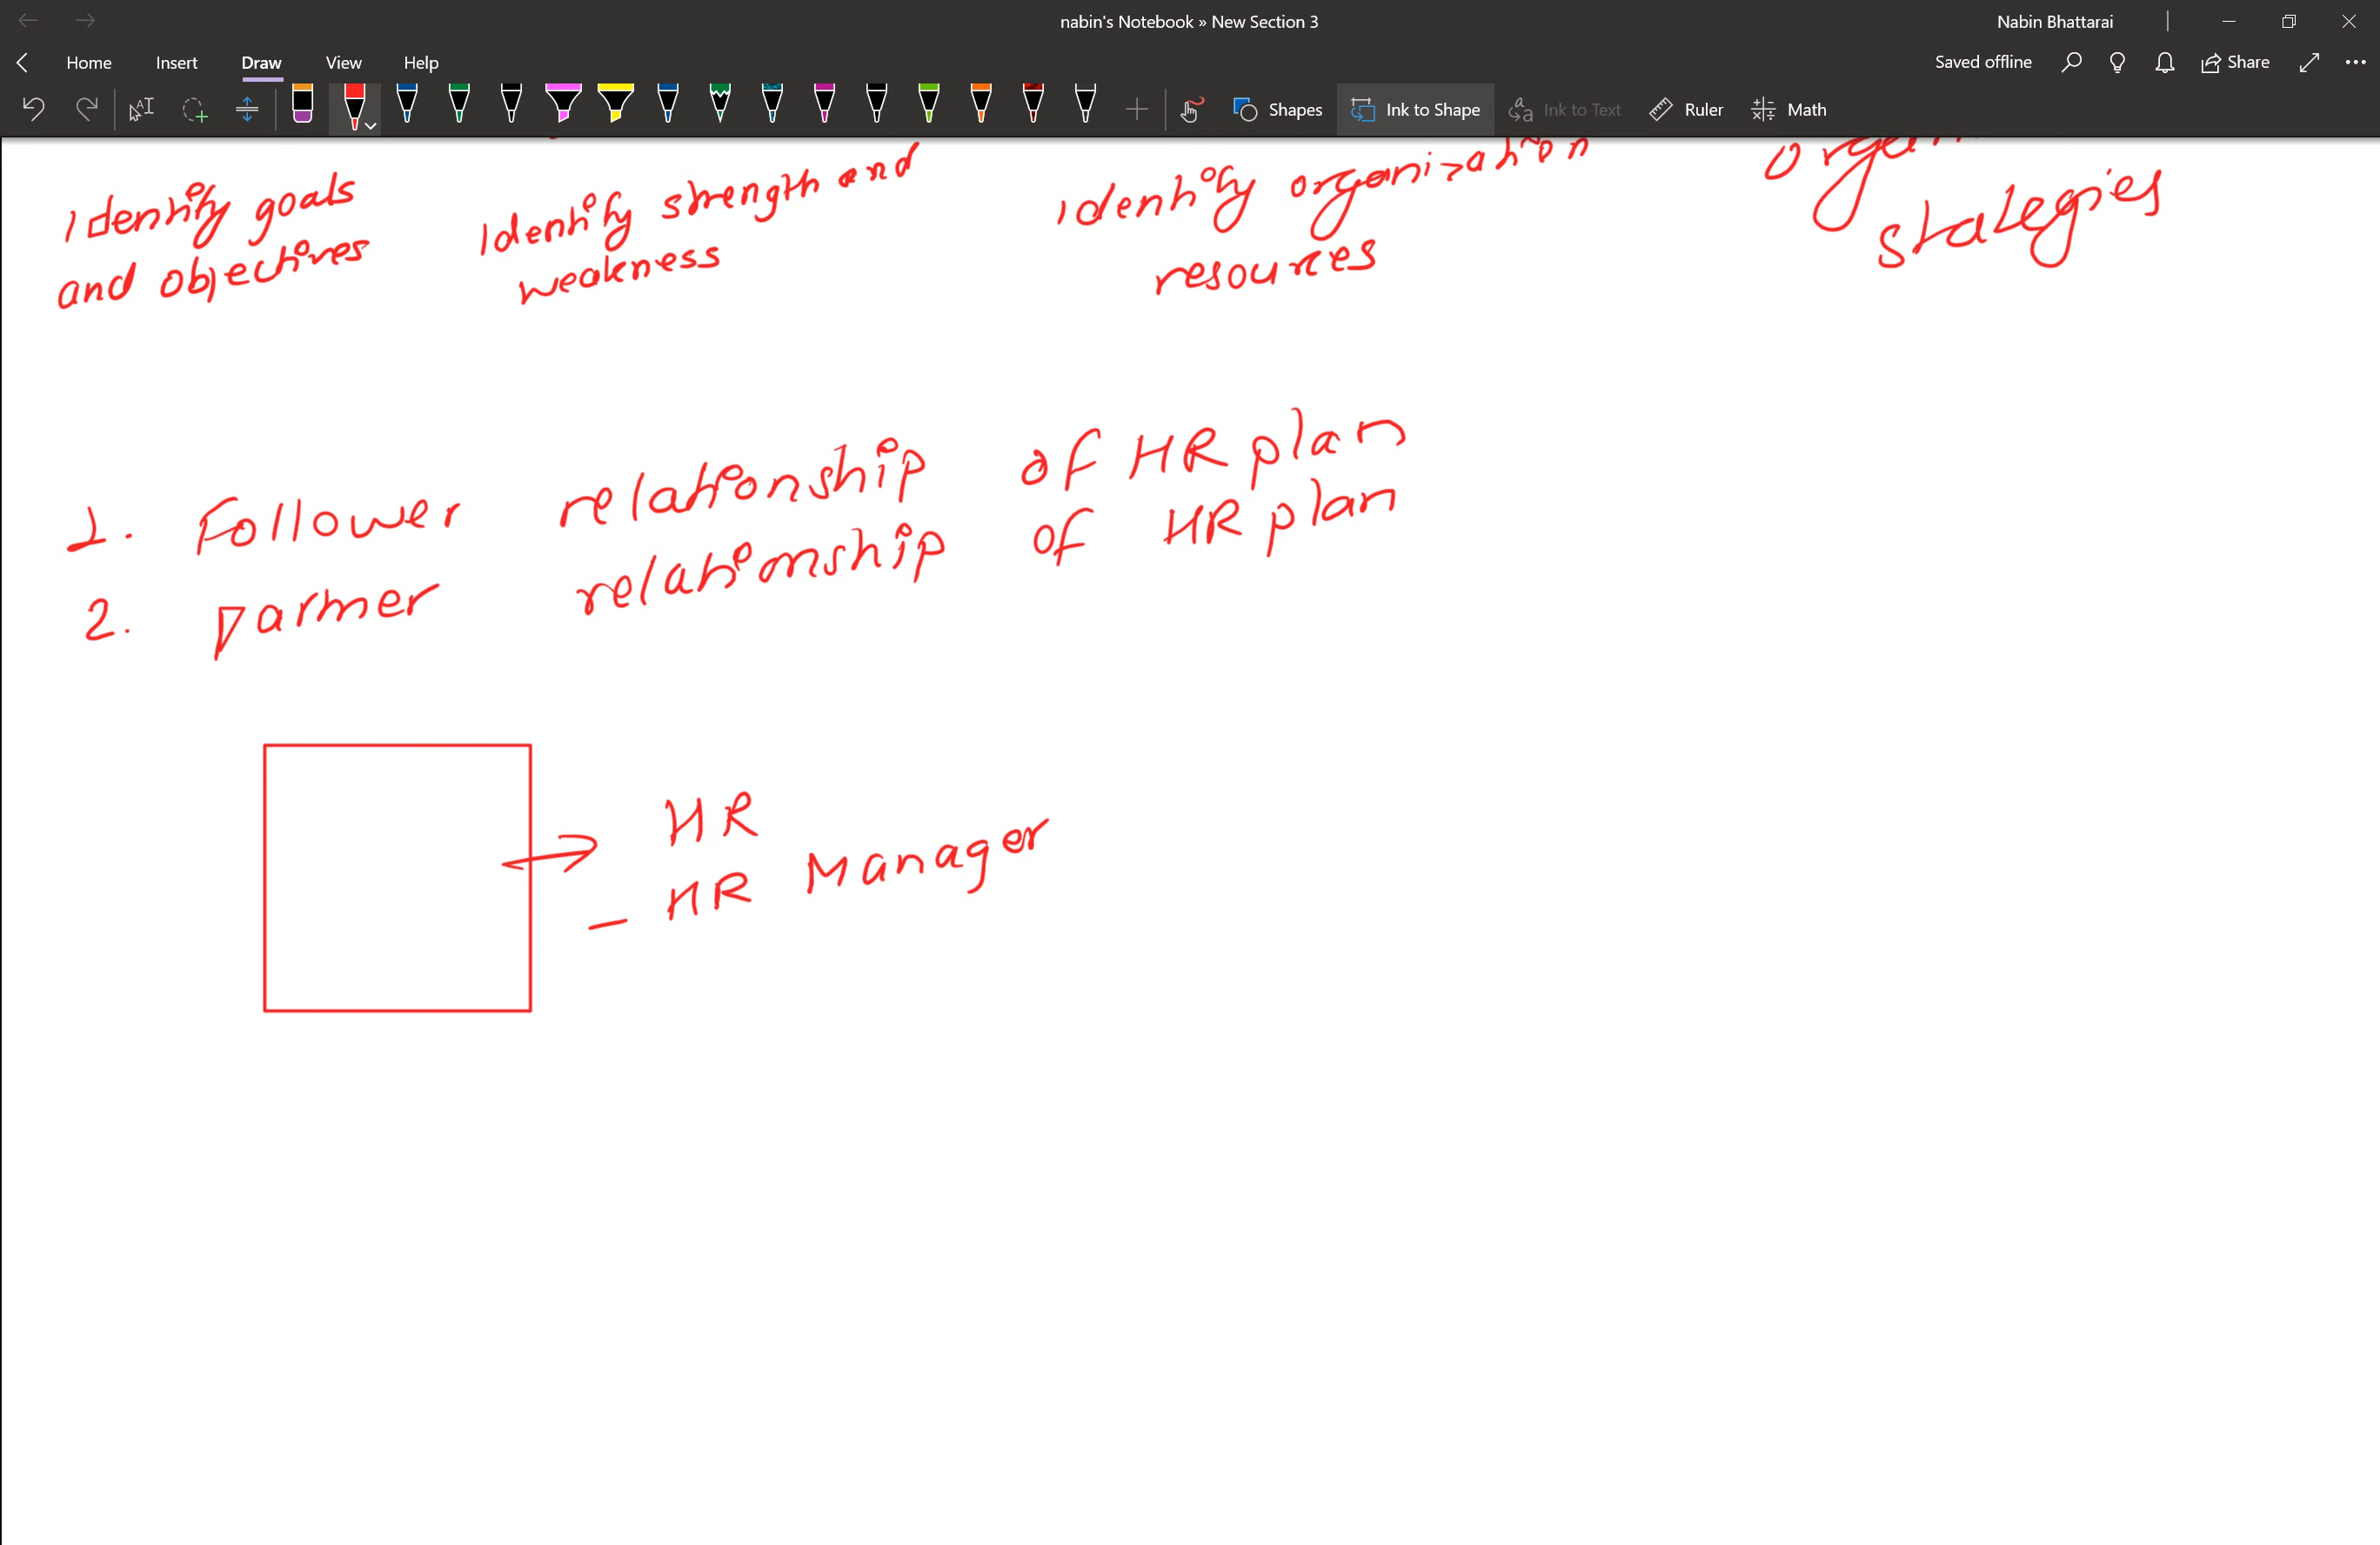 nabin's Notebook » New Section 3
Nabin Bhattarai
Home Insert Draw View Help
Saved offline
Share
Shapes
Ink to Shape
Ink to Text
Ruler
Math
Identify goals
and objectives
Identify strength and
weakness
Identify organization
resources
stategies
1. Follower relationship of HR plan
2. Partner relationship of HR plan
HR
- HR Manager